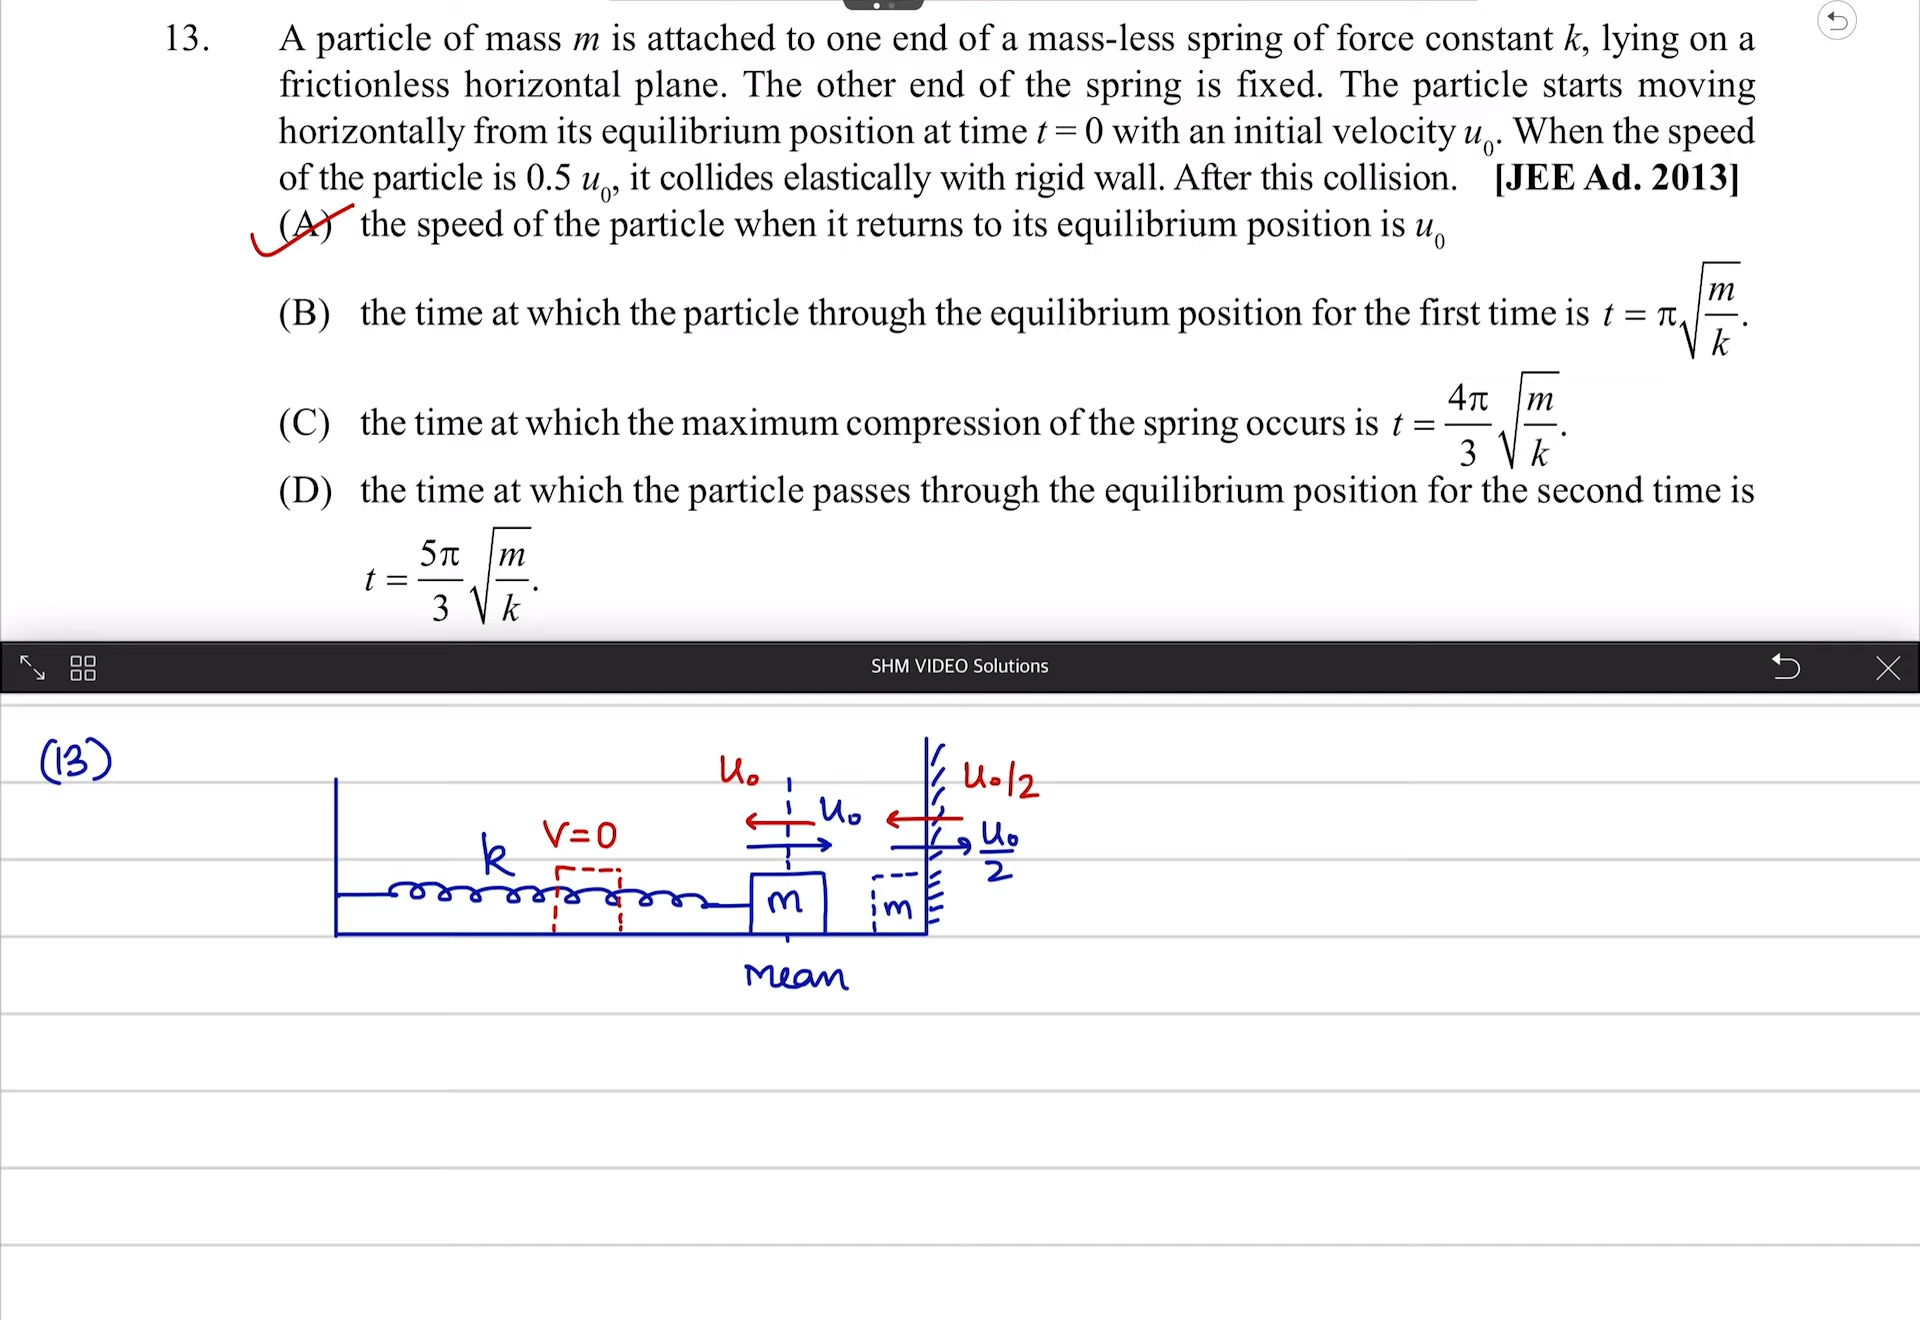 13. A particle of mass m is attached to one end of a mass-less spring of force constant k, lying on a
frictionless horizontal plane. The other end of the spring is fixed. The particle starts moving
horizontally from its equilibrium position at time t = 0 with an initial velocity u₀. When the speed
of the particle is 0.5 u₀, it collides elastically with rigid wall. After this collision. [JEE Ad. 2013]
(A) the speed of the particle when it returns to its equilibrium position is u₀
(B) the time at which the particle through the equilibrium position for the first time is t = π√(m/k).
(C) the time at which the maximum compression of the spring occurs is t = 4π/3 √(m/k).
(D) the time at which the particle passes through the equilibrium position for the second time is
t = 5π/3 √(m/k).
SHM VIDEO Solutions
(13)
u₀
u₀/2
u₀
V=0
k
u₀/2
m
m
Mean